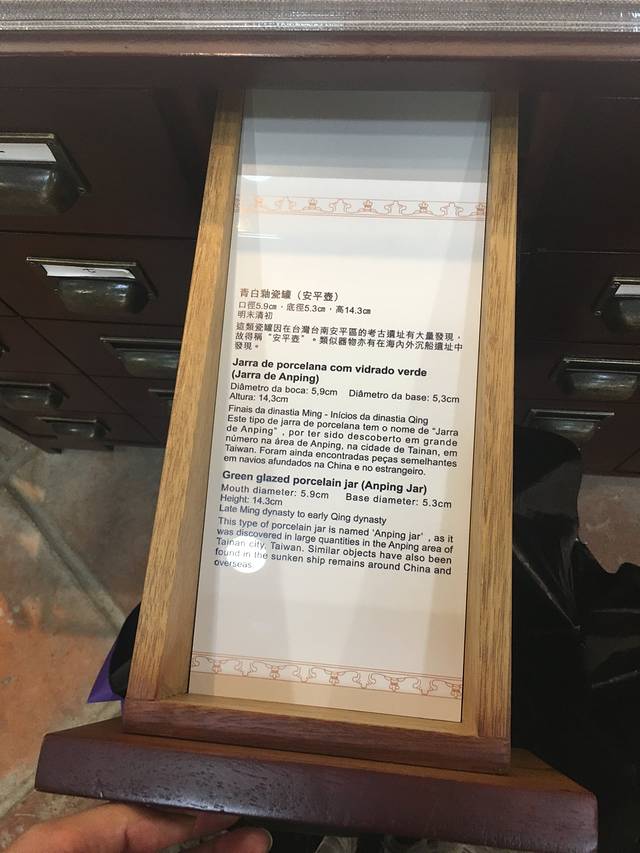 青白釉瓷罐（安平壺）
口徑5.9㎝，底徑5.3㎝，高14.3㎝
明末清初
這類瓷罐因在台灣台南安平區的考古遺址有大量發現，
故得稱“安平壺”。類似器物亦有在海內外沉船遺址中
發現。
Jarra de porcelana com vidrado verde
(Jarra de Anping)
Diâmetro da boca: 5,9cm Diâmetro da base: 5,3cm
Altura: 14,3cm
Finais da dinastia Ming - Inícios da dinastia Qing
Este tipo de jarra de porcelana tem o nome de “Jarra
de Anping”, por ter sido descoberto em grande
número na área de Anping, na cidade de Tainan, em
Taiwan. Foram ainda encontradas peças semelhantes
em navios afundados na China e no estrangeiro.
Green glazed porcelain jar (Anping Jar)
Mouth diameter: 5.9cm Base diameter: 5.3cm
Height: 14.3cm
Late Ming dynasty to early Qing dynasty
This type of porcelain jar is named ‘Anping jar’, as it
was discovered in large quantities in the Anping area of
Tainan city, Taiwan. Similar objects have also been
found in the sunken ship remains around China and
overseas.